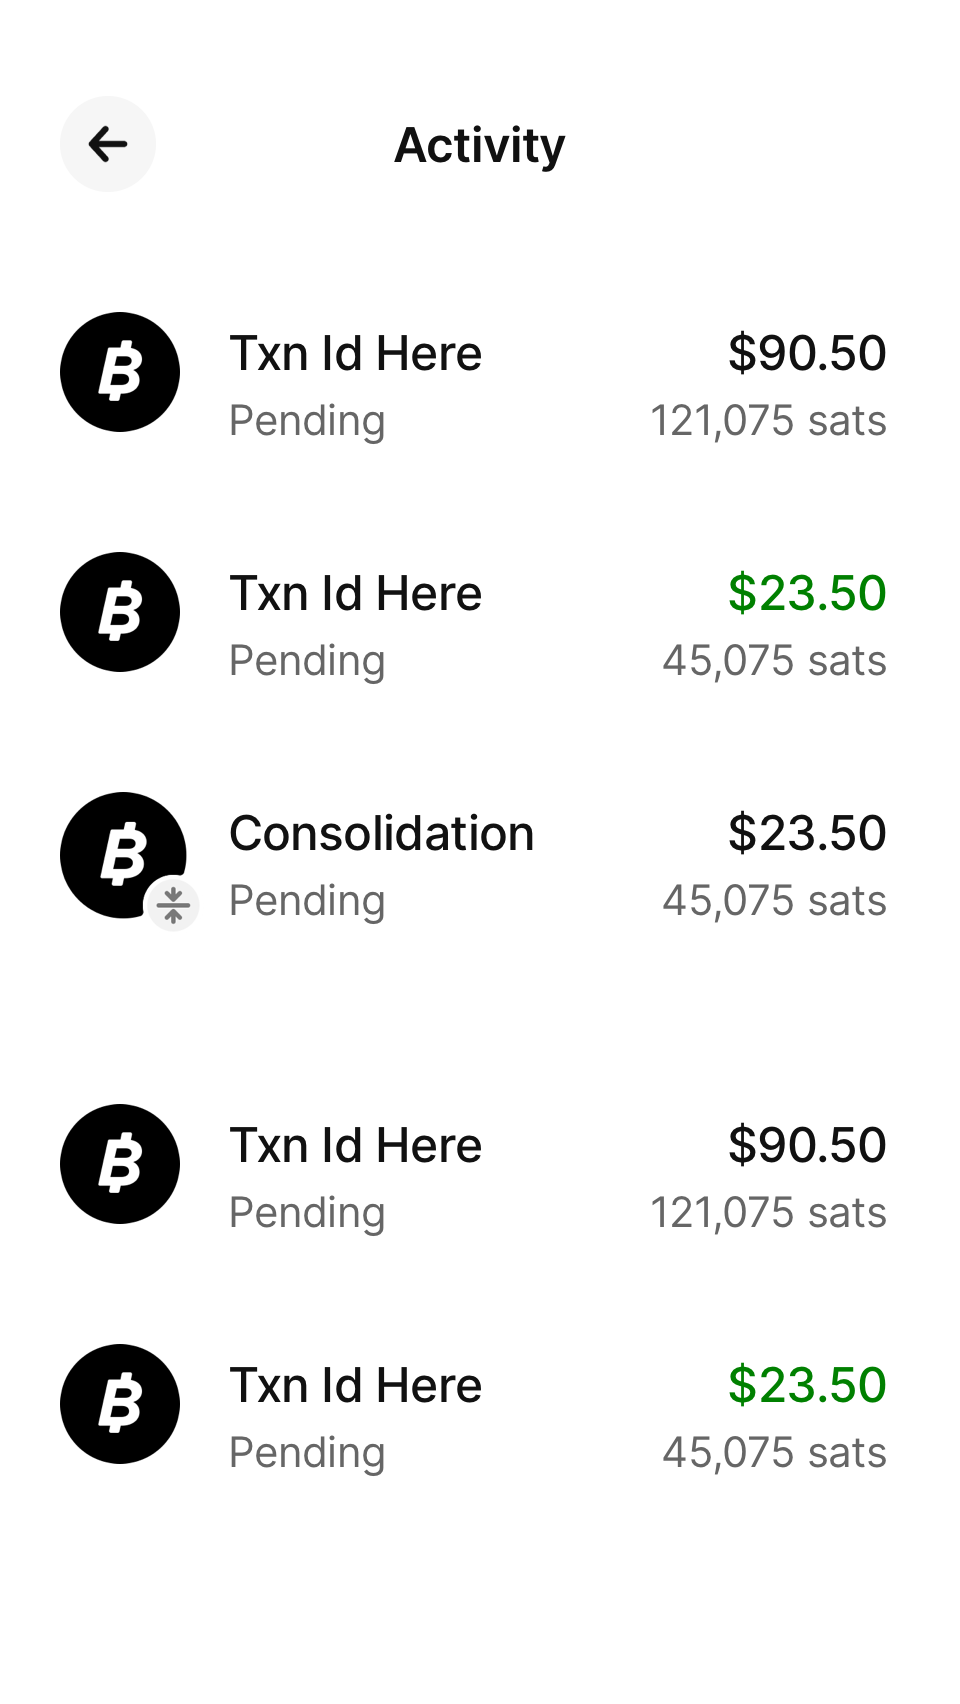 Activity
Txn Id Here $90.50
Pending 121,075 sats
Txn Id Here $23.50
Pending 45,075 sats
Consolidation $23.50
Pending 45,075 sats
Txn Id Here $90.50
Pending 121,075 sats
Txn Id Here $23.50
Pending 45,075 sats